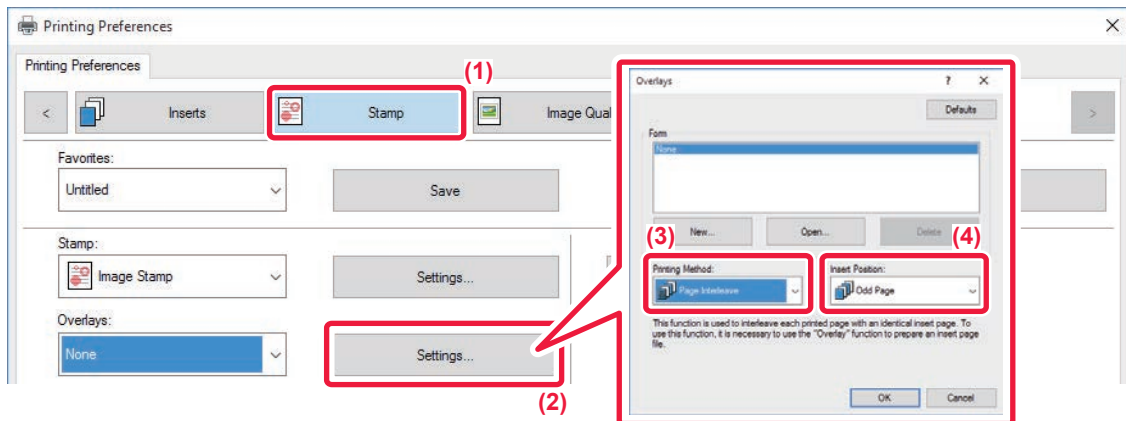 Printing Preferences
Printing Preferences
(1)
Inserts
Stamp
Image Qual
Favorites:
Untitled
Save
Stamp:
Image Stamp
Settings...
Overlays:
None
Settings...
(2)
Overlays
Defaults
Form
None
New...
Open...
Delete
(3)
(4)
Printing Method:
Insert Position:
Page Interleave
Odd Page
This function is used to interleave each printed page with an identical insert page. To
use this function, it is necessary to use the "Overlay" function to prepare an insert page
file.
OK
Cancel